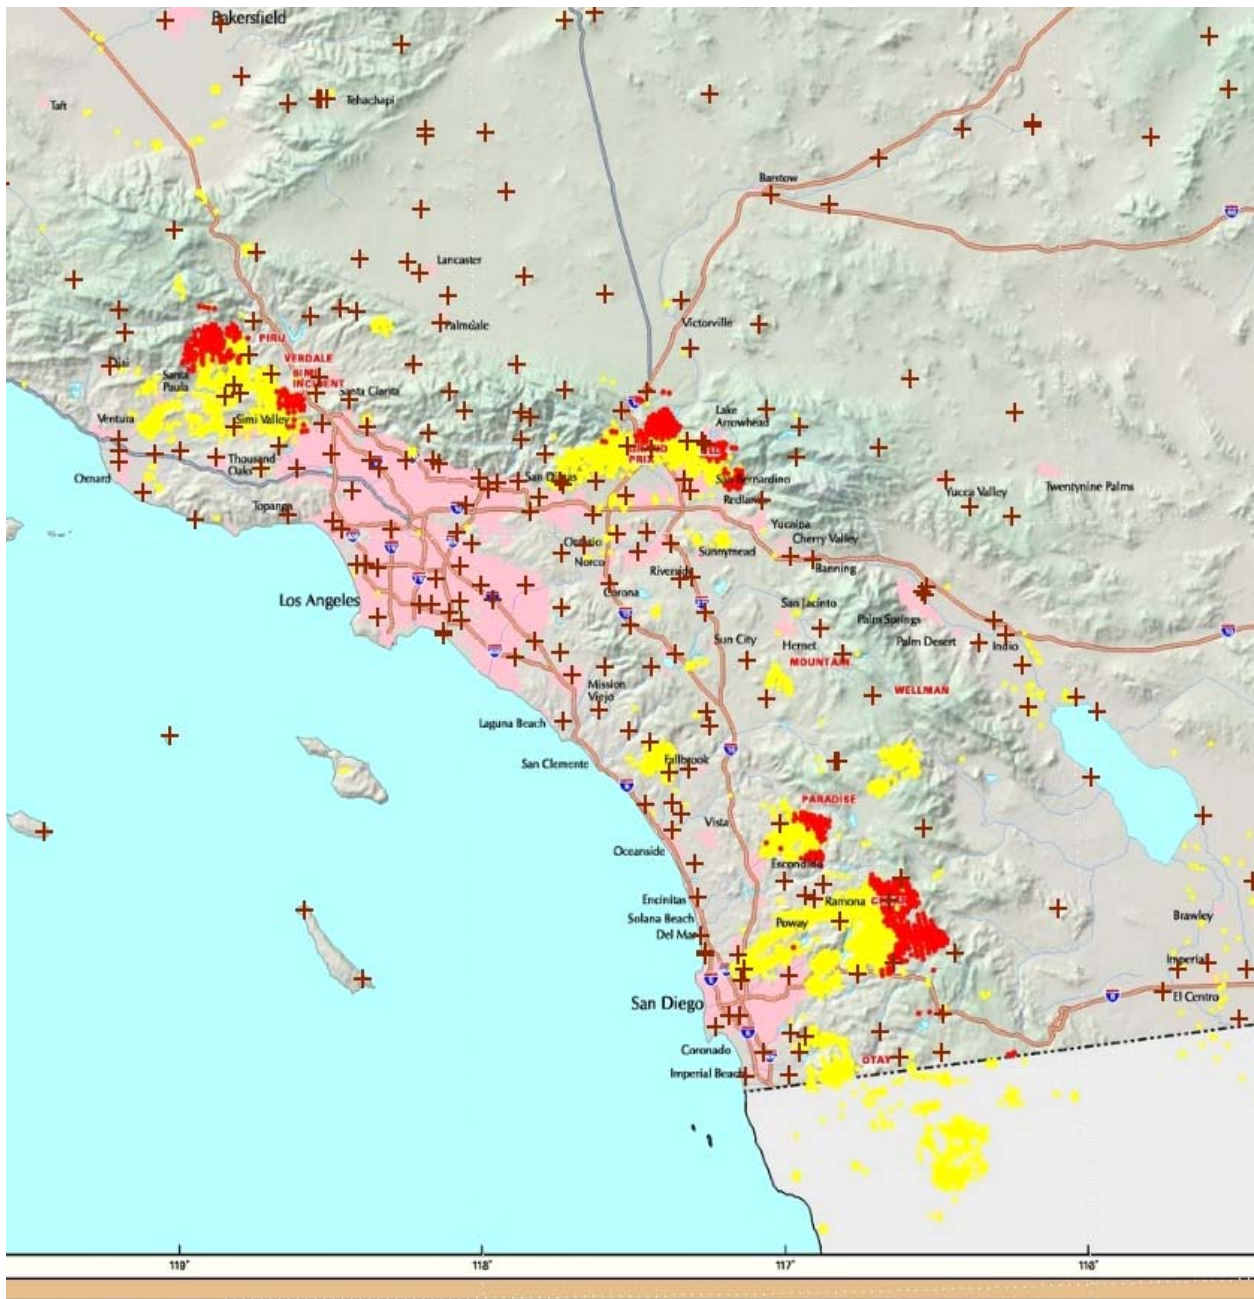 Bakersfield
Taft
Tehachapi
Barstow
Lancaster
Palmdale
Victorville
PIRU
VERDALE
SIMI
INCIDENT
Ojai
Santa
Paula
Santa Clarita
Ventura
Simi Valley
Lake
Arrowhead
Thousand
Oaks
GRAND
PRIX
San Dimas
San Bernardino
Oxnard
Redlands
Yucca Valley
Twentynine Palms
Topanga
Yucaipa
Ontario
Sunnymead
Cherry Valley
Norco
Riverside
Banning
Los Angeles
Corona
San Jacinto
Palm Springs
Sun City
Hemet
Palm Desert
Indio
MOUNTAIN
Mission
Viejo
WELLMAN
Laguna Beach
San Clemente
Fallbrook
PARADISE
Vista
Oceanside
Escondido
Encinitas
Ramona
Solana Beach
Poway
Brawley
Del Mar
Imperial
San Diego
El Centro
Coronado
OTAY
Imperial Beach
119°
118°
117°
116°